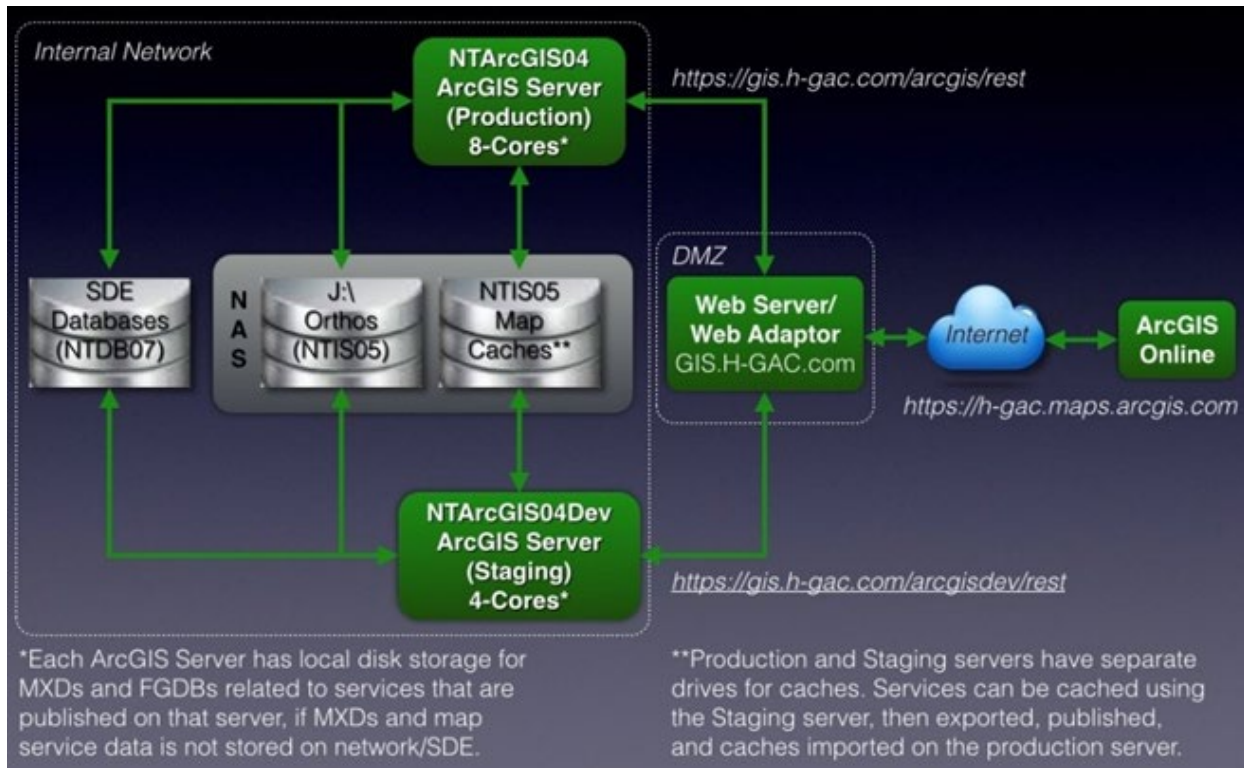 Internal Network
NTArcGIS04
ArcGIS Server
(Production)
8-Cores*
https://gis.h-gac.com/arcgis/rest
SDE
Databases
(NTDB07)
N
A
S
J:\
Orthos
(NTIS05)
NTIS05
Map
Caches**
DMZ
Web Server/
Web Adaptor
GIS.H-GAC.com
Internet
ArcGIS
Online
https://h-gac.maps.arcgis.com
NTArcGIS04Dev
ArcGIS Server
(Staging)
4-Cores*
https://gis.h-gac.com/arcgisdev/rest
*Each ArcGIS Server has local disk storage for
MXDs and FGDBs related to services that are
published on that server, if MXDs and map
service data is not stored on network/SDE.
**Production and Staging servers have separate
drives for caches. Services can be cached using
the Staging server, then exported, published,
and caches imported on the production server.